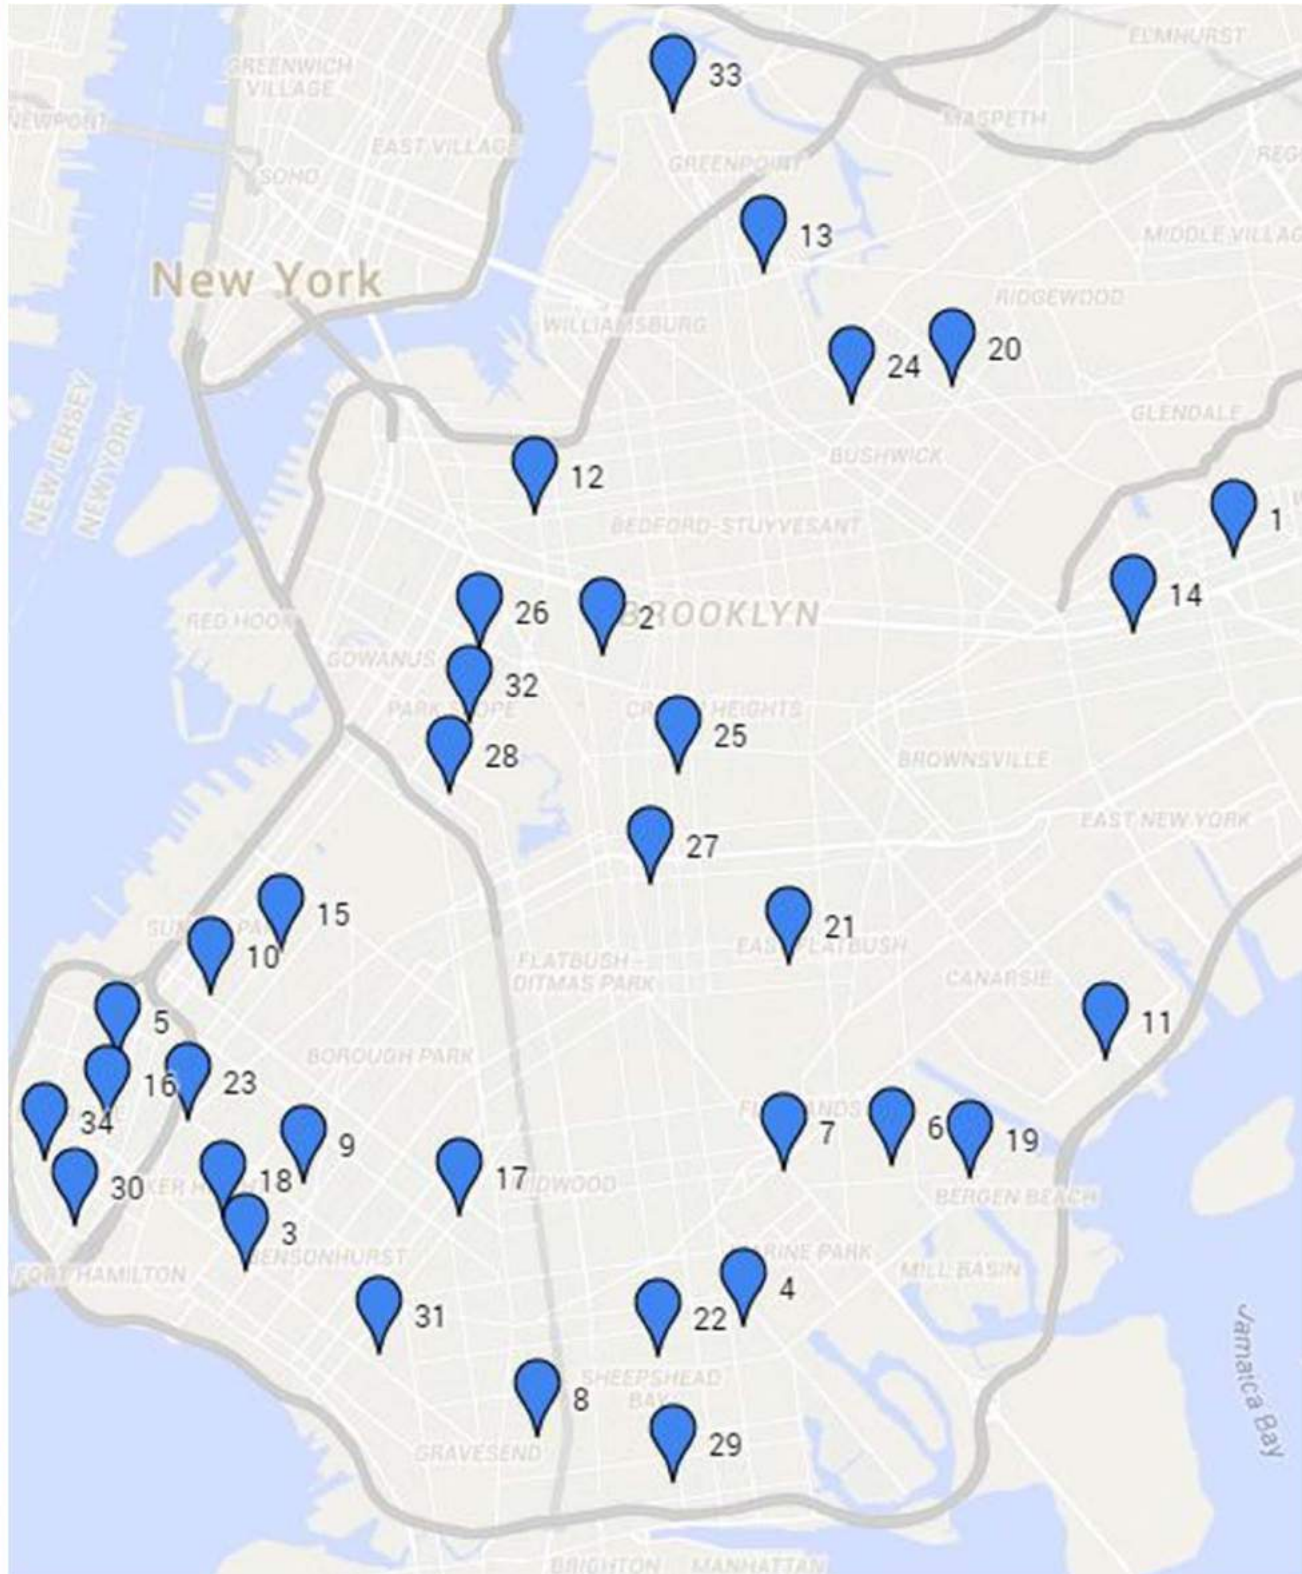 GREENWICH
VILLAGE
ELMHURST
33
NEWPORT
EAST VILLAGE
MASPETH
SOHO
GREENPOINT
13
MIDDLE VILLAG
New York
RIDGEWOOD
WILLIAMSBURG
24
20
GLENDALE
NEW JERSEY
NEW YORK
BUSHWICK
12
BEDFORD-STUYVESANT
1
14
RED HOOK
26
2
BROOKLYN
GOWANUS
32
PARK SLOPE
HEIGHTS
25
28
BROWNSVILLE
27
EAST NEW YORK
15
10
21
EAST FLATBUSH
FLATBUSH -
DITMAS PARK
CANARSIE
5
11
BOROUGH PARK
16
23
34
7
6
19
9
30
18
17
IDWOOD
BERGEN BEACH
3
BENSONHURST
FORT HAMILTON
RINE PARK
MILL BASIN
4
31
22
SHEEPSHEAD
BAY
8
29
GRAVESEND
Jamaica Bay
BRIGHTON
MANHATTAN